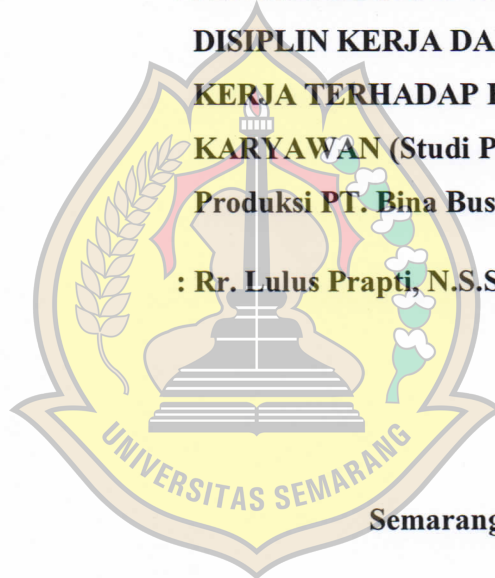 DISIPLIN KERJA DA
KERJA TERHADAP
KARYAWAN (Studi P
Produksi PT. Bina Bus
: Rr. Lulus Prapti, N.S.S
UNIVERSITAS SEMARANG
Semarang